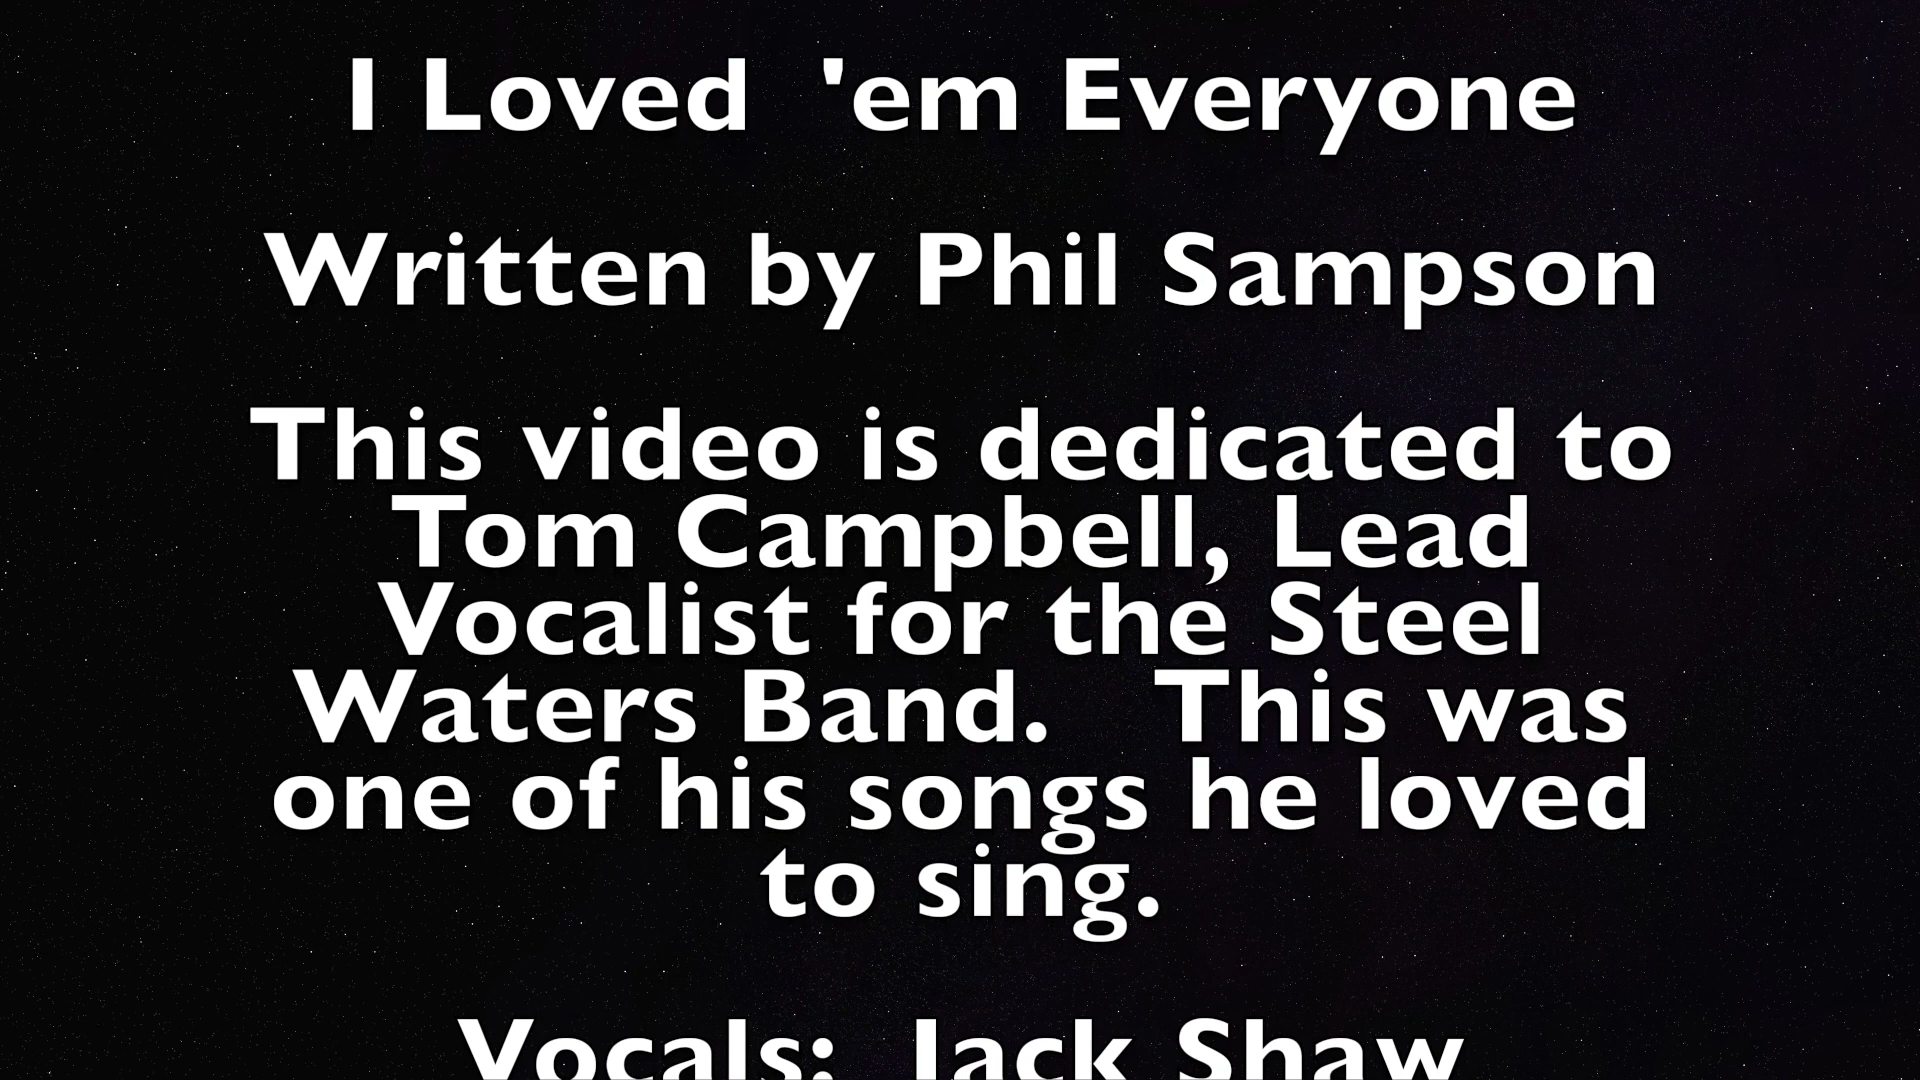 I Loved  'em Everyone
Written by Phil Sampson
This video is dedicated to
Tom Campbell, Lead
Vocalist for the Steel
Waters Band.   This was
one of his songs he loved
to sing.
Vocals:  Jack Shaw